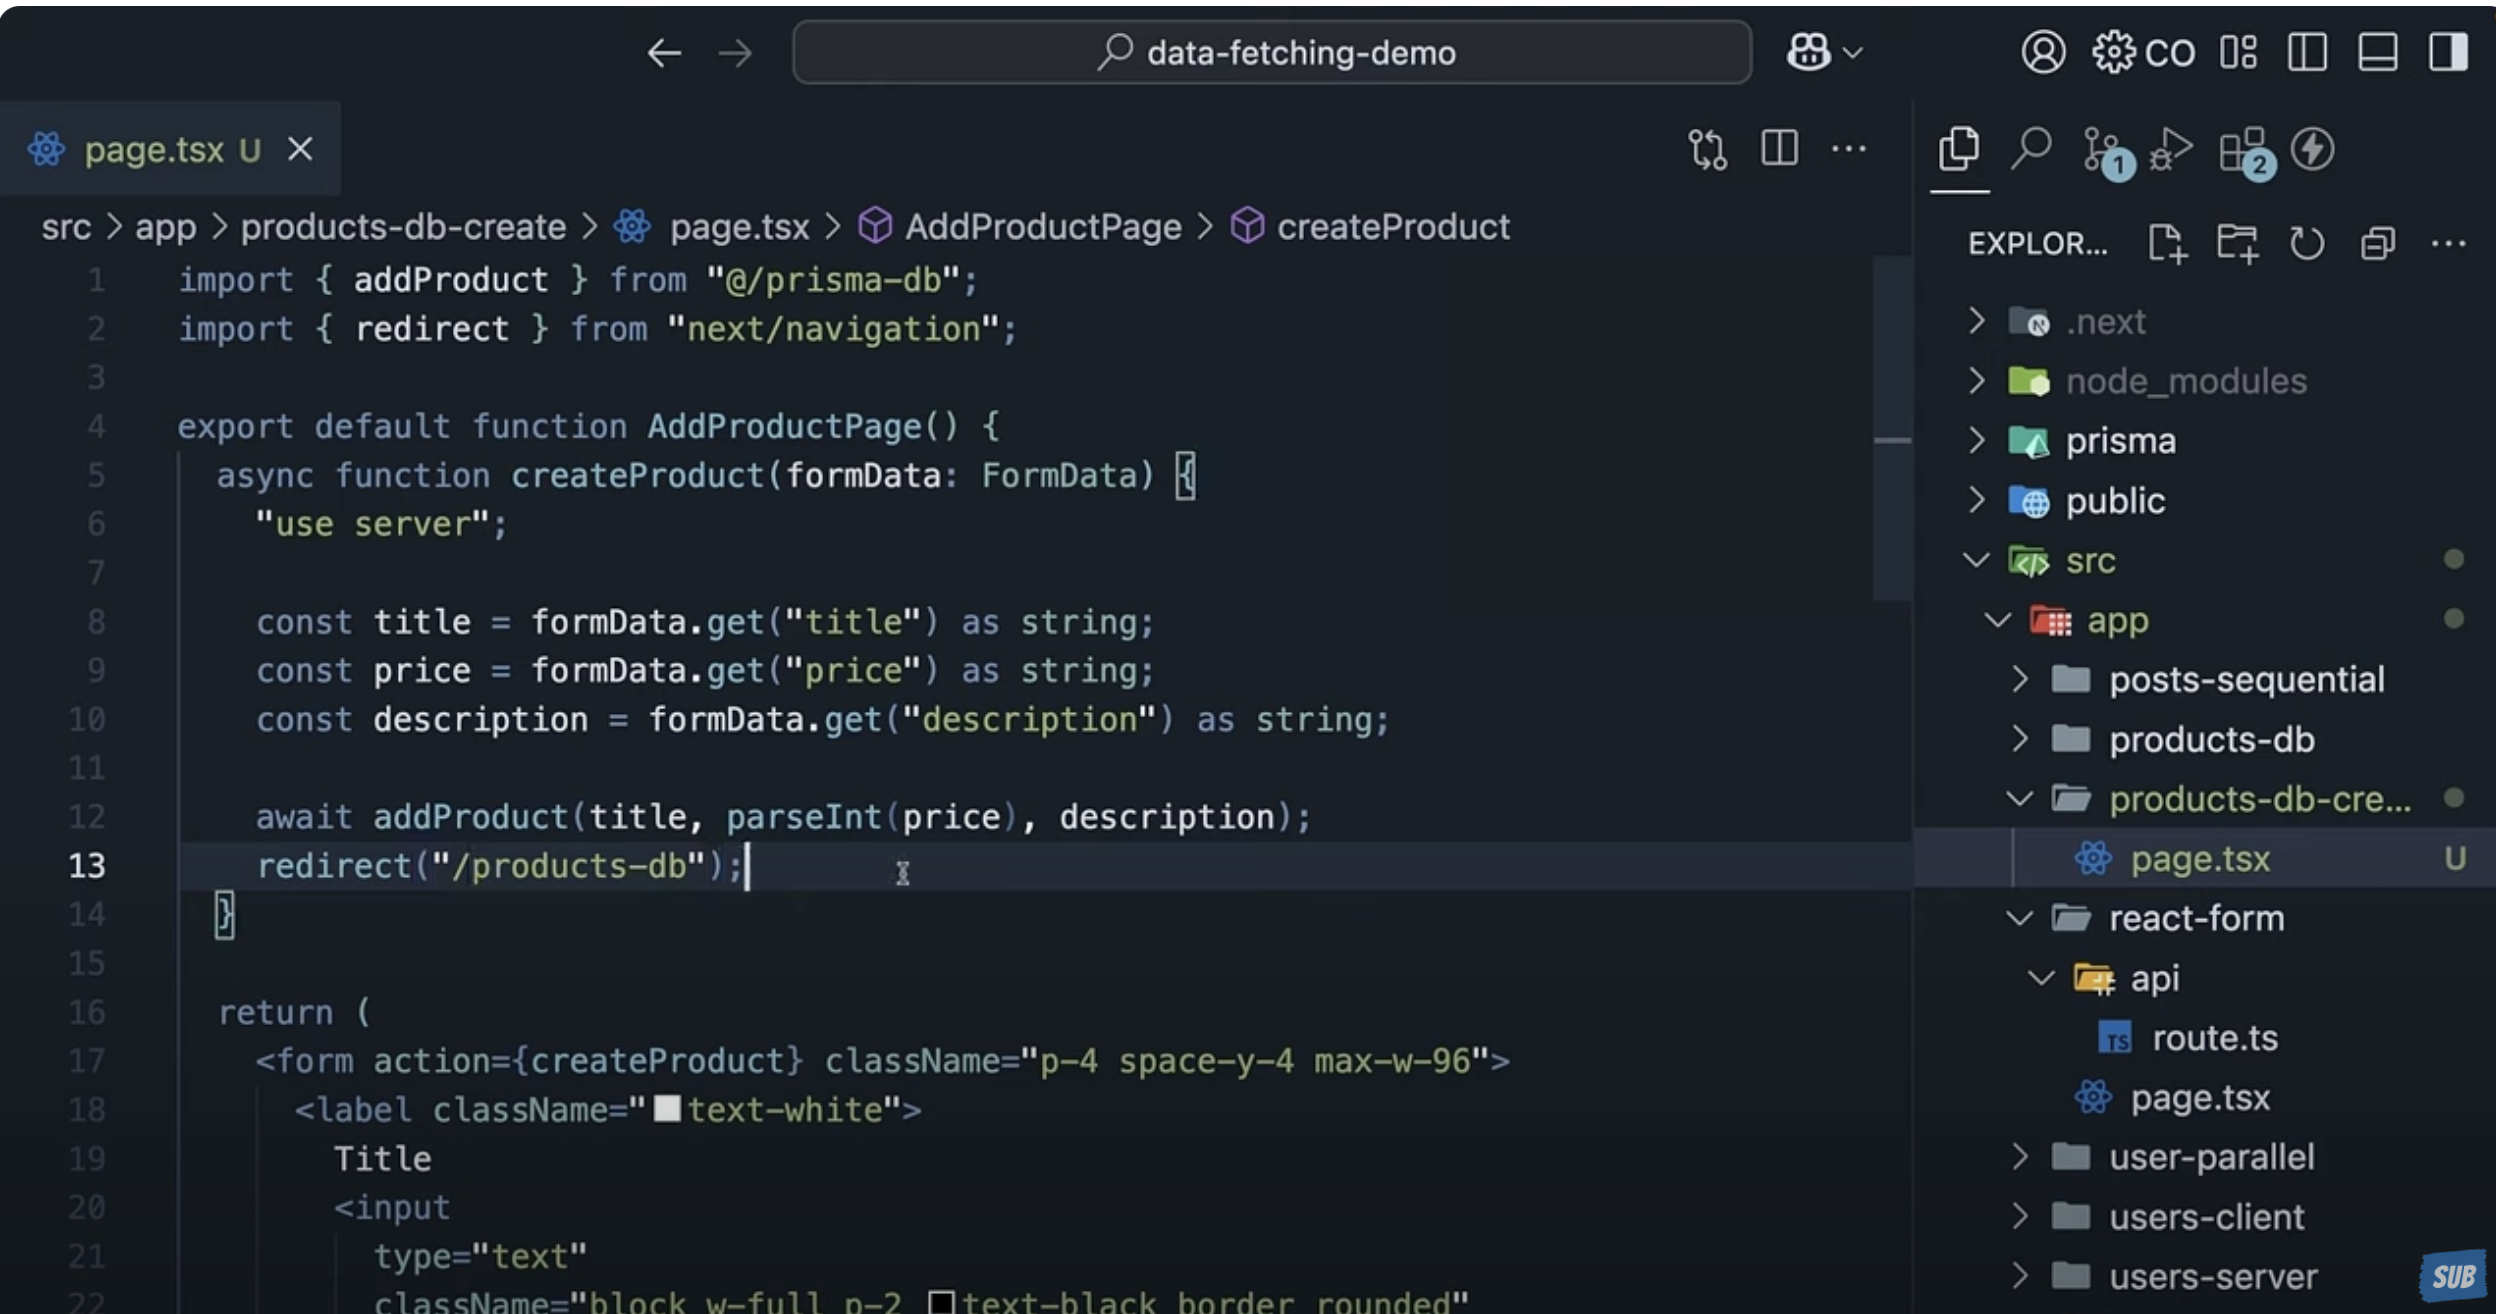 data-fetching-demo
CO
page.tsx U
src > app > products-db-create > page.tsx > AddProductPage > createProduct
1 import { addProduct } from "@/prisma-db";
2 import { redirect } from "next/navigation";
3
4 export default function AddProductPage() {
5 async function createProduct(formData: FormData) {
6 "use server";
7
8 const title = formData.get("title") as string;
9 const price = formData.get("price") as string;
10 const description = formData.get("description") as string;
11
12 await addProduct(title, parseInt(price), description);
13 redirect("/products-db");
14 }
15
16 return (
17 <form action={createProduct} className="p-4 space-y-4 max-w-96">
18 <label className="text-white">
19 Title
20 <input
21 type="text"
22 className="block w-full p-2 text-black border rounded"
1
2
EXPLOR...
.next
node_modules
prisma
public
src
app
posts-sequential
products-db
products-db-cre...
page.tsx U
react-form
api
TS route.ts
page.tsx
user-parallel
users-client
users-server
SUB